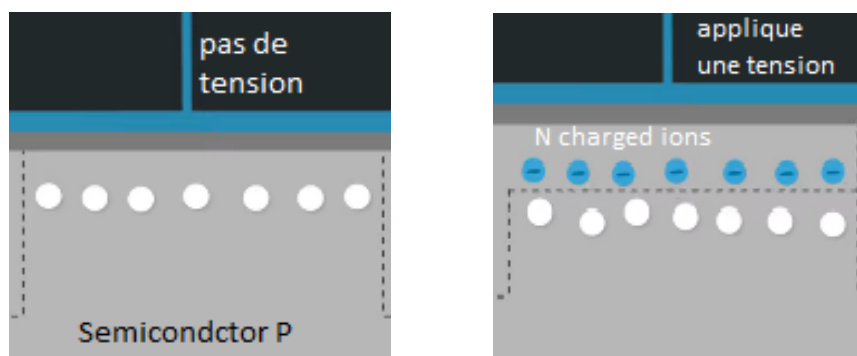 pas de
tension
Semicondctor P
applique
une tension
N charged ions